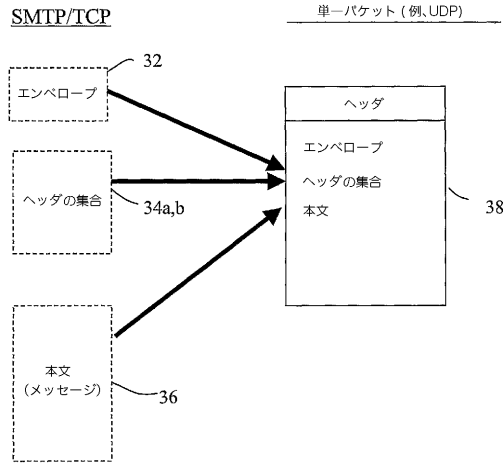 SMTP/TCP
単一パケット(例、UDP)
32
エンベロープ
ヘッダ
エンベロープ
ヘッダの集合
ヘッダの集合
34a,b
本文
38
本文
(メッセージ)
36